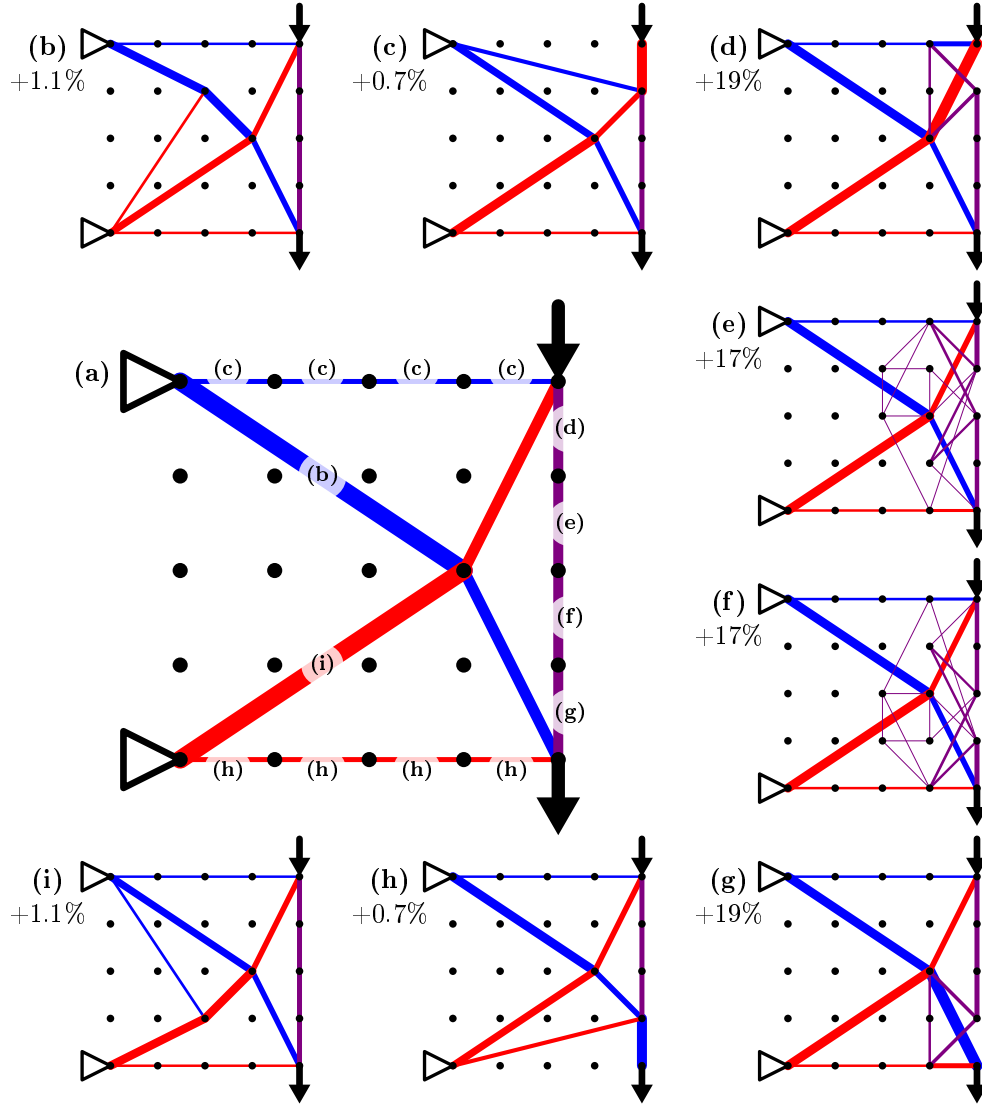 (b)
+1.1%
(c)
+0.7%
(d)
+19%
(a)
(c) (c) (c) (c)
(d)
(b)
(e)
(f)
(i)
(g)
(h) (h) (h) (h)
(e)
+17%
(f)
+17%
(i)
+1.1%
(h)
+0.7%
(g)
+19%